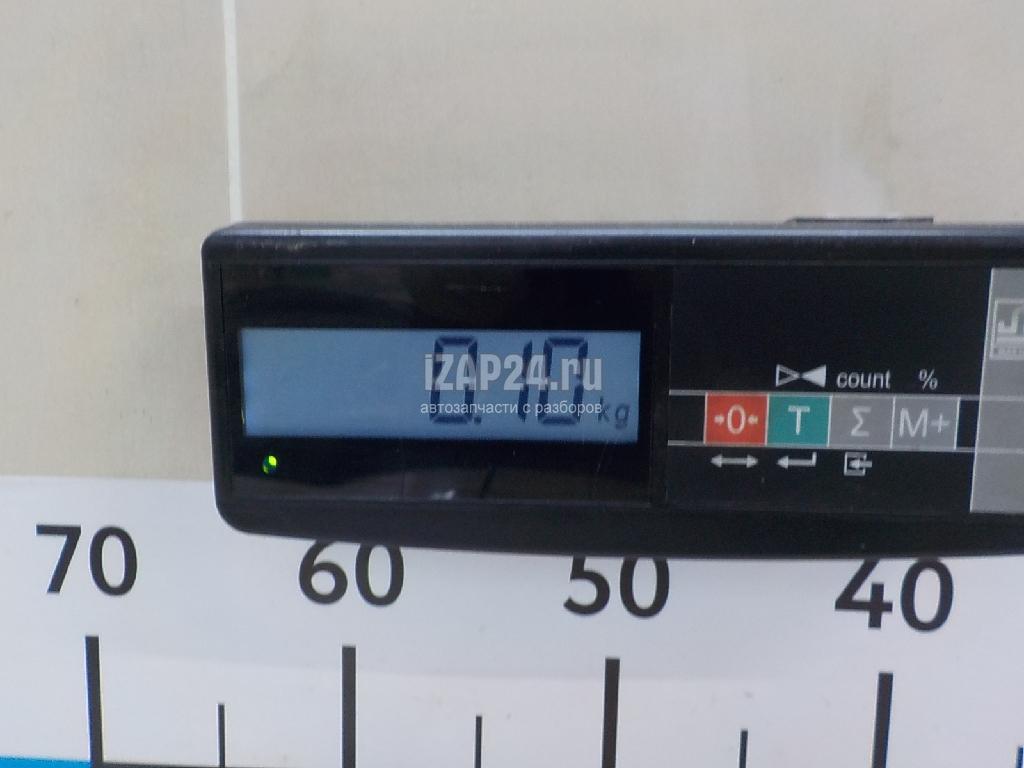 0.10 kg
iZAP24.ru
автозапчасти с разборов
count %
→0← T Σ M+
70 60 50 40